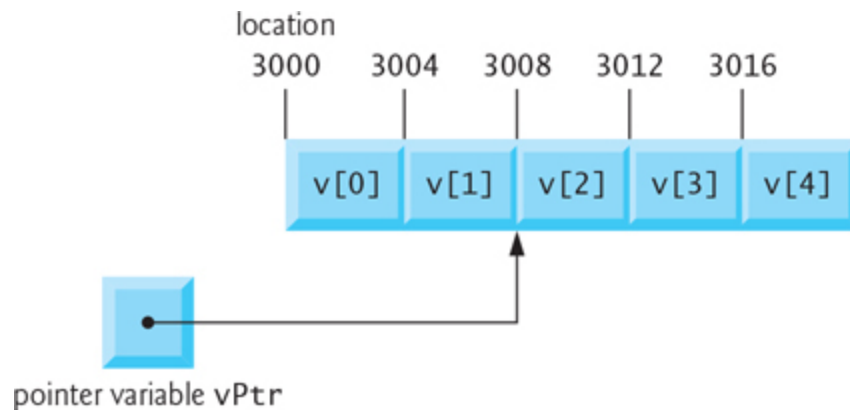 location
3000 3004 3008 3012 3016
v[0] v[1] v[2] v[3] v[4]
pointer variable vPtr